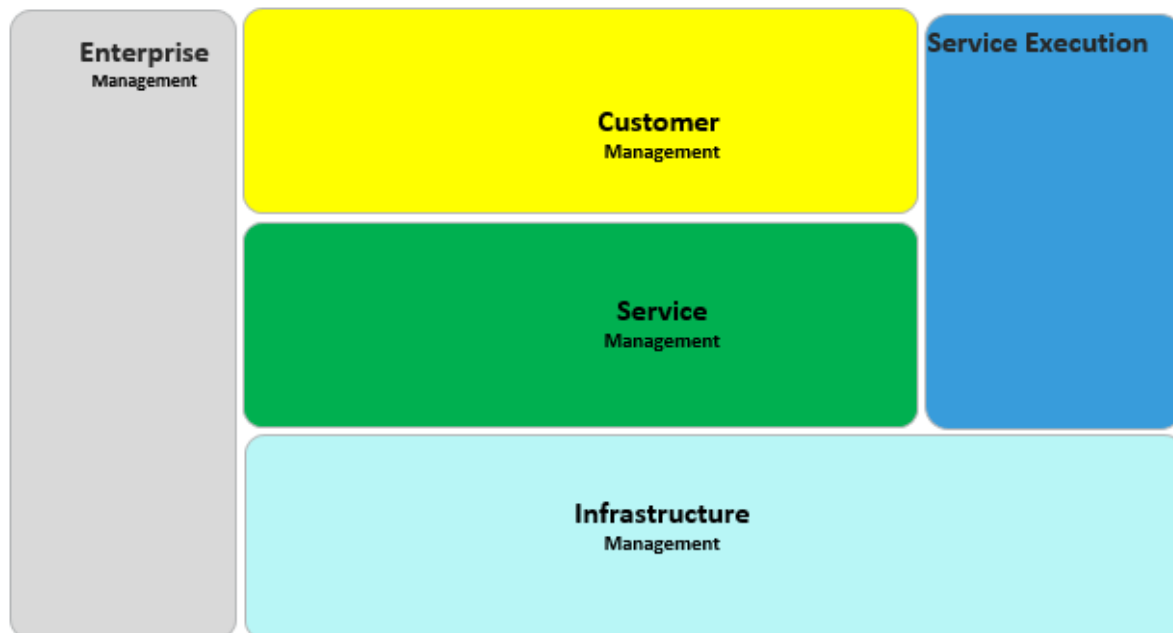 Enterprise
Management
Service Execution
Customer
Management
Service
Management
Infrastructure
Management